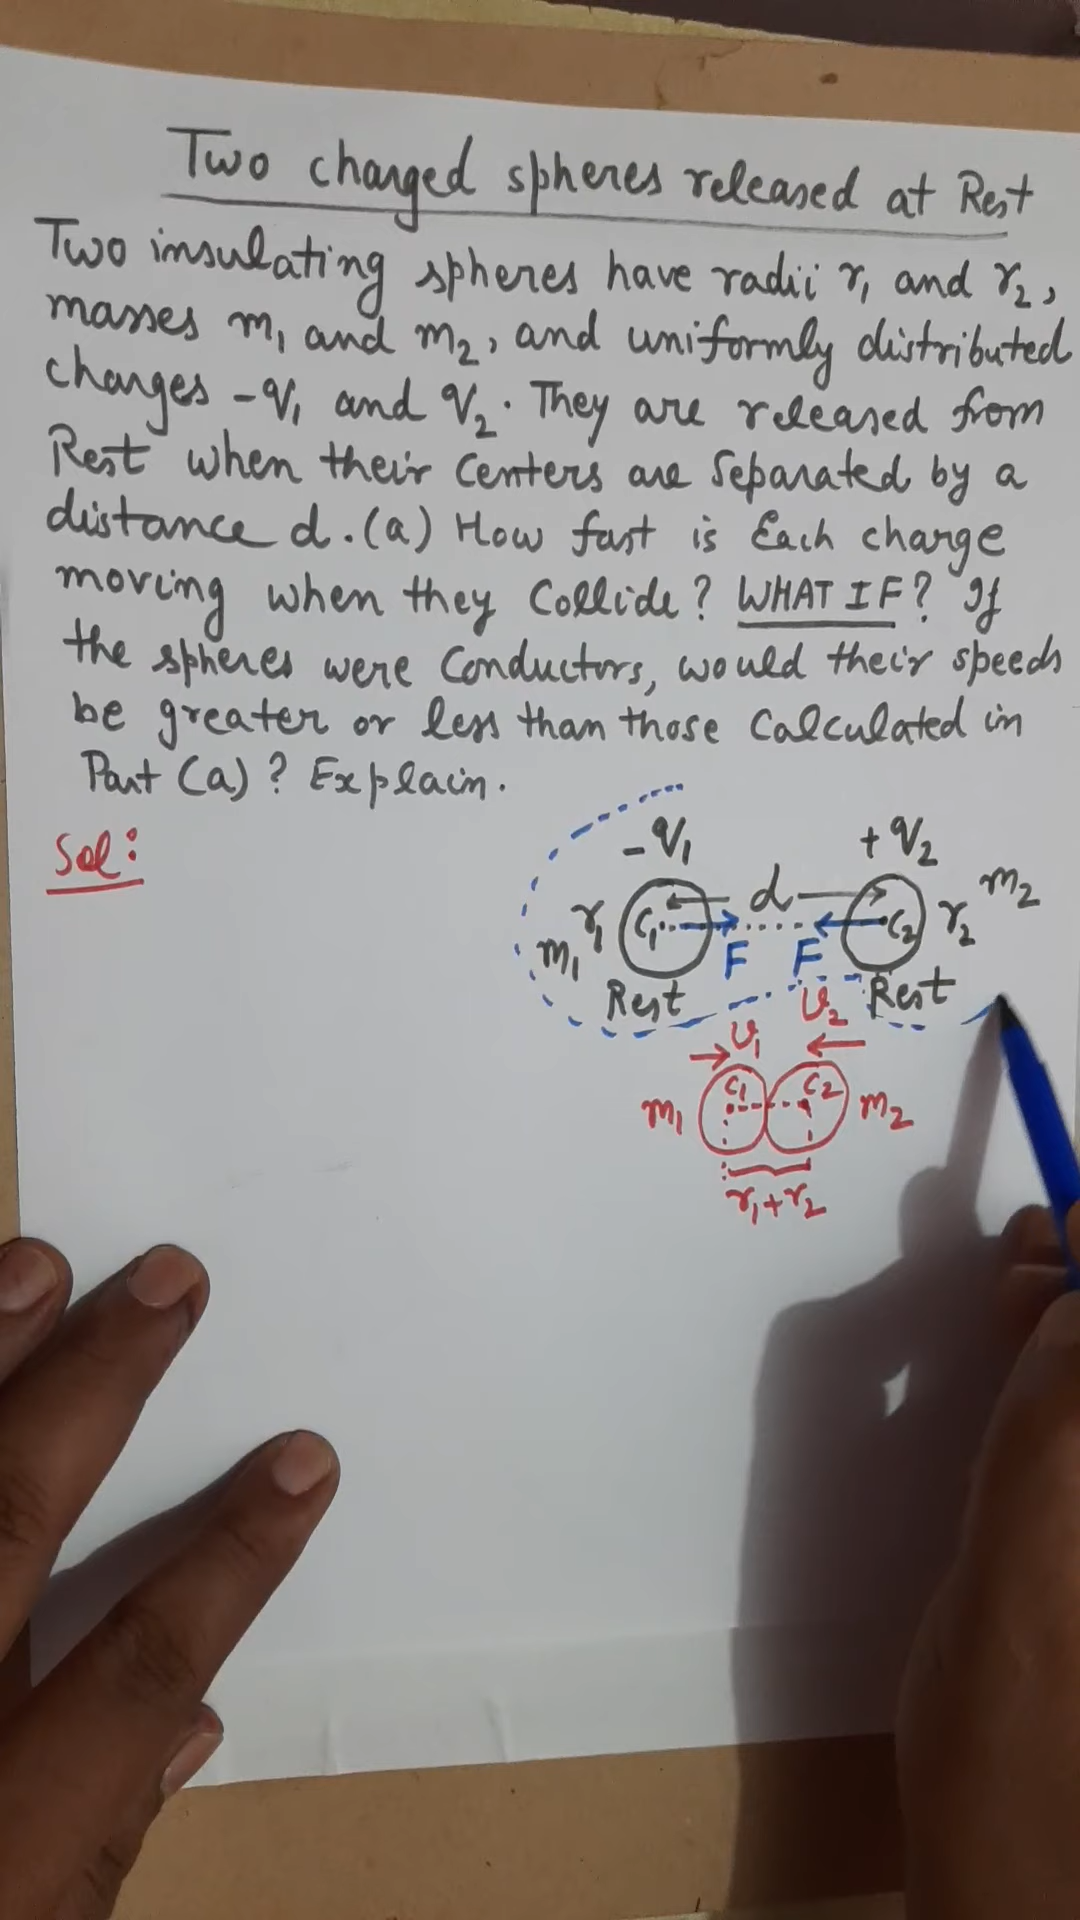 Two charged spheres released at Rest
Two insulating spheres have radii r₁ and r₂,
masses m₁ and m₂, and uniformly distributed
charges -q₁ and q₂. They are released from
Rest when their Centers are Separated by a
distance d. (a) How fast is Each charge
moving when they Collide? WHAT IF? If
the spheres were Conductors, would their speeds
be greater or less than those Calculated in
Part (a)? Explain.
Sol:
-q₁ +q₂
m₂
d
r₁ C₁ C₂ r₂
m₁ F F
Rest Rest
v₁ v₂
m₁ C₁ C₂ m₂
r₁+r₂